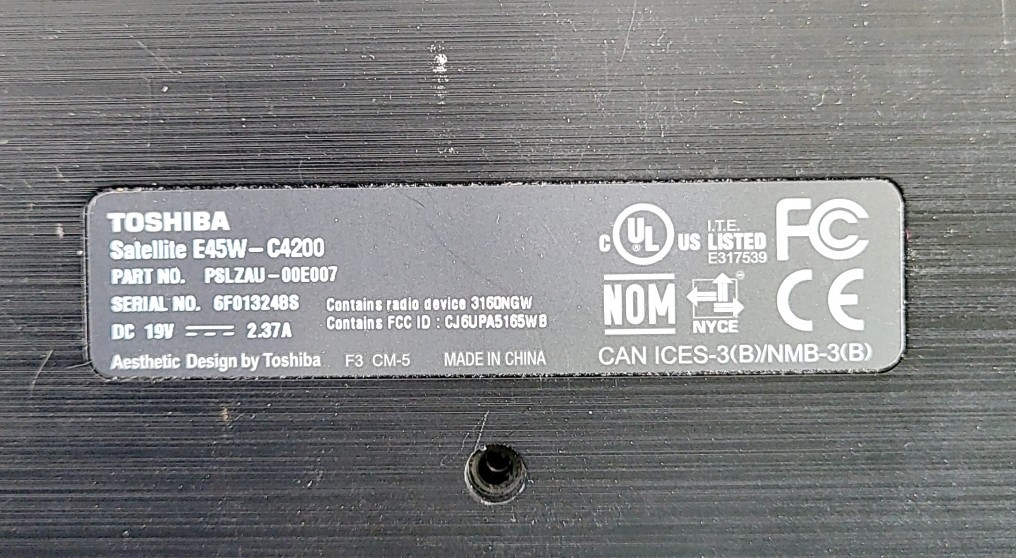 TOSHIBA
Satellite E45W-C4200
PART NO. PSLZAU-00E007
SERIAL NO. 6F013248S
Contains radio device 3160NGW
Contains FCC ID : CJ6UPA5165WB
DC 19V 2.37A
Aesthetic Design by Toshiba F3 CM-5 MADE IN CHINA
C UL® US
I.T.E.
LISTED
E317539
FC
NOM
NYCE
CE
CAN ICES-3(B)/NMB-3(B)